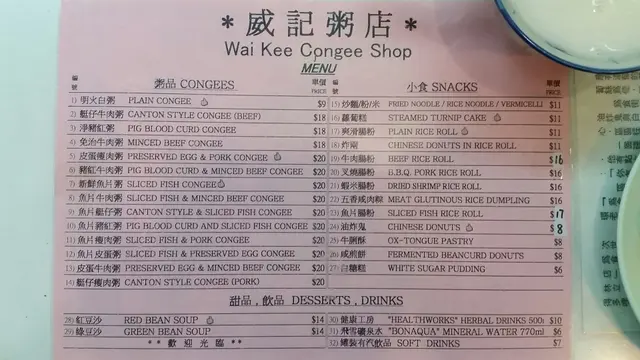 * 威記粥店 *
Wai Kee Congee Shop
MENU
編號 粥品 CONGEES 單價 PRICE
1) 明火白粥 PLAIN CONGEE $9
2) 艇仔牛肉粥 CANTON STYLE CONGEE (BEEF) $18
3) 淨豬紅粥 PIG BLOOD CURD CONGEE $18
4) 免治牛肉粥 MINCED BEEF CONGEE $18
5) 皮蛋瘦肉粥 PRESERVED EGG & PORK CONGEE $20
6) 豬紅牛肉粥 PIG BLOOD CURD & MINCED BEEF CONGEE $20
7) 新鮮魚片粥 SLICED FISH CONGEE $20
8) 魚片牛肉粥 SLICED FISH & MINCED BEEF CONGEE $20
9) 魚片艇仔粥 CANTON STYLE & SLICED FISH CONGEE $20
10) 魚片豬紅粥 PIG BLOOD CURD AND SLICED FISH CONGEE $20
11) 魚片瘦肉粥 SLICED FISH & PORK CONGEE $20
12) 魚片皮蛋粥 SLICED FISH & PRESERVED EGG CONGEE $20
13) 皮蛋牛肉粥 PRESERVED EGG & MINCED BEEF CONGEE $20
14) 艇仔瘦肉粥 CANTON STYLE CONGEE (PORK) $20
編號 小食 SNACKS 單價 PRICE
15) 炒麵/粉/米 FRIED NOODLE / RICE NOODLE / VERMICELLI $11
16) 蘿蔔糕 STEAMED TURNIP CAKE $11
17) 爽滑腸粉 PLAIN RICE ROLL $11
18) 炸兩 CHINESE DONUTS IN RICE ROLL $11
19) 牛肉腸粉 BEEF RICE ROLL $16
20) 叉燒腸粉 B.B.Q. PORK RICE ROLL $16
21) 蝦米腸粉 DRIED SHRIMP RICE ROLL $16
22) 五香咸肉糭 MEAT GLUTINOUS RICE DUMPLING $16
23) 魚片腸粉 SLICED FISH RICE ROLL $17
24) 油炸鬼 CHINESE DONUTS $8
25) 牛脷酥 OX-TONGUE PASTRY $8
26) 咸煎餅 FERMENTED BEANCURD DONUTS $8
27) 白糖糕 WHITE SUGAR PUDDING $6
甜品 , 飲品 DESSERTS , DRINKS
28) 紅豆沙 RED BEAN SOUP $14
29) 綠豆沙 GREEN BEAN SOUP $14
** 歡 迎 光 臨 **
30) 健康工房 "HEALTHWORKS" HERBAL DRINKS 500m $10
31) 飛雪礦泉水 "BONAQUA" MINERAL WATER 770ml $6
32) 罐裝有汽飲品 SOFT DRINKS $7